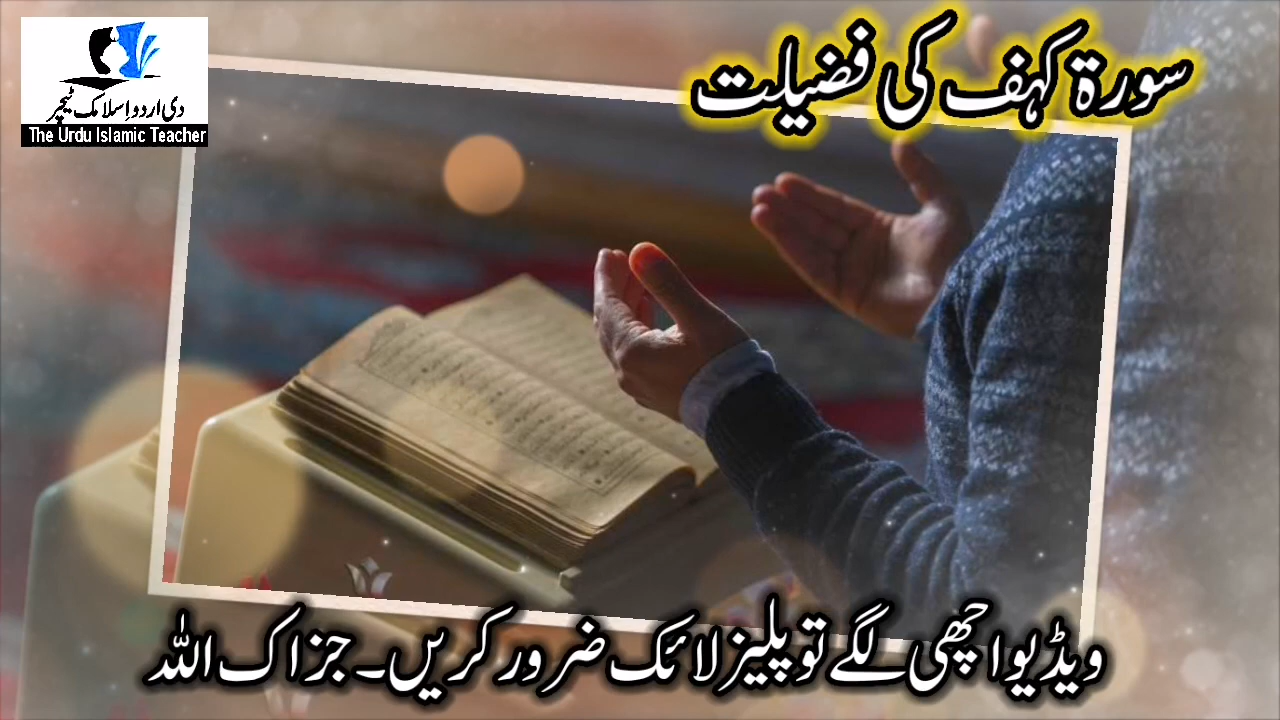 سورۃ کہف کی فضیلت
دی اردو اسلامک ٹیچر
The Urdu Islamic Teacher
ویڈیو اچھی لگے تو پلیز لائک ضرور کریں۔ جزاک اللہ